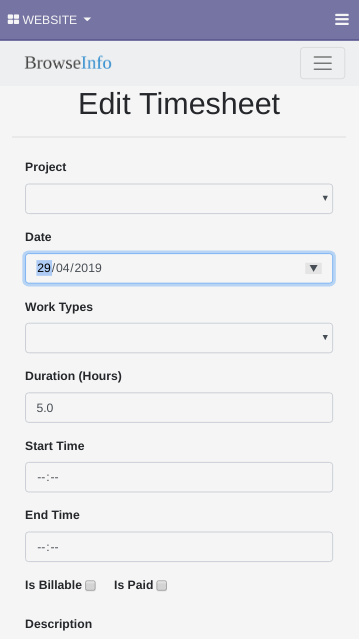 WEBSITE
BrowseInfo
Edit Timesheet
Project
Date
29/04/2019
Work Types
Duration (Hours)
5.0
Start Time
--:--
End Time
--:--
Is Billable Is Paid
Description